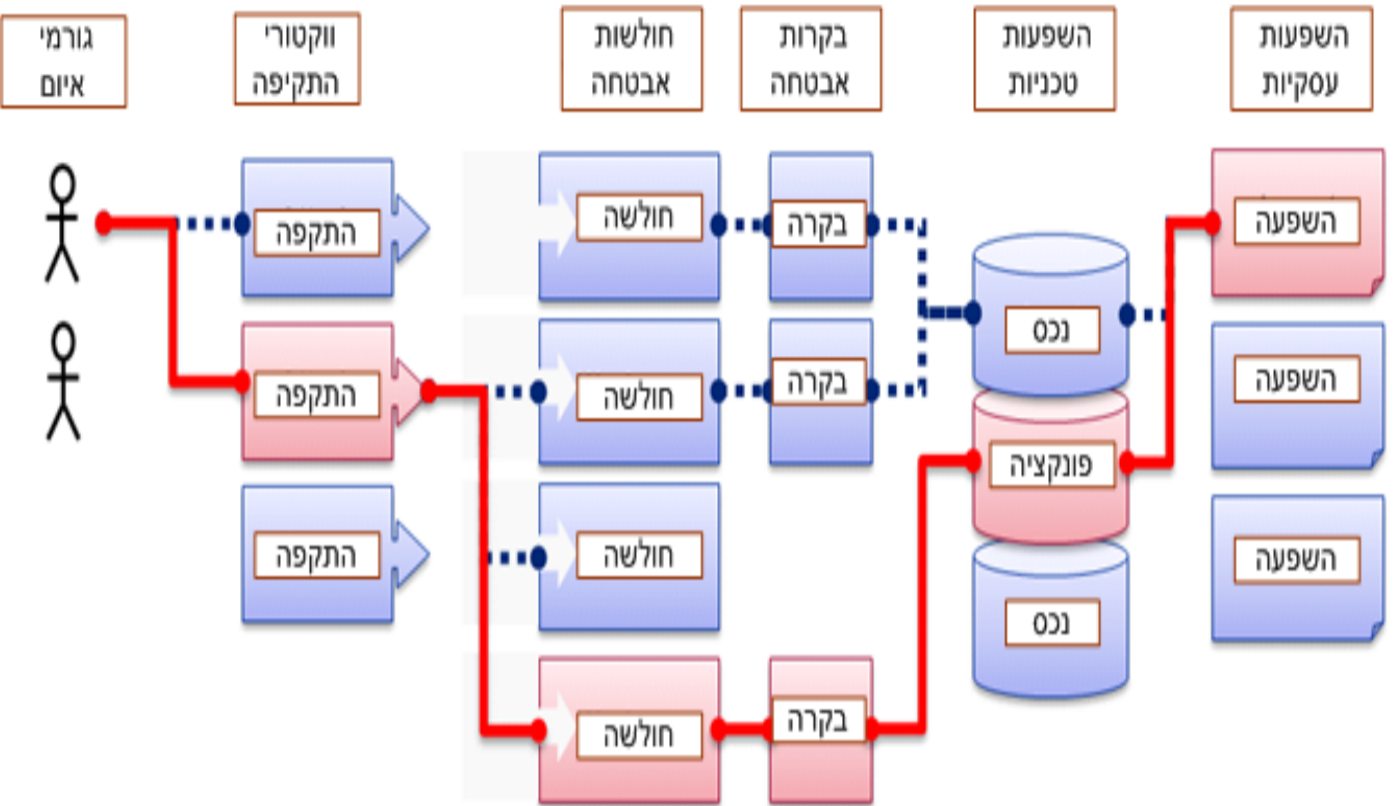 גורמי
איום
ווקטורי
התקיפה
חולשות
אבטחה
בקרות
אבטחה
השפעות
טכניות
השפעות
עסקיות
התקפה
חולשה
בקרה
השפעה
נכס
התקפה
חולשה
בקרה
השפעה
פונקציה
התקפה
חולשה
השפעה
נכס
חולשה
בקרה